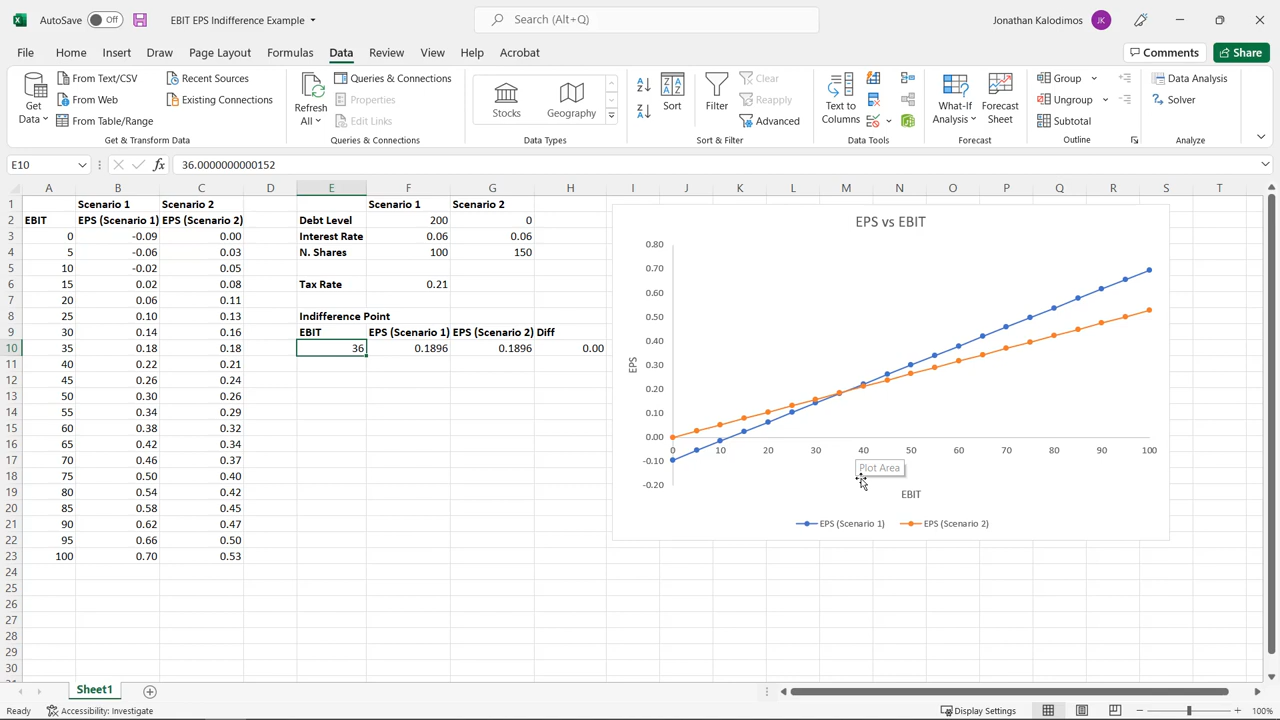 AutoSave Off EBIT EPS Indifference Example Search (Alt+Q) Jonathan Kalodimos JK
File Home Insert Draw Page Layout Formulas Data Review View Help Acrobat Comments Share
Get Data From Text/CSV From Web From Table/Range Recent Sources Existing Connections
Refresh All Queries & Connections Properties Edit Links
Stocks Geography
Sort Filter Clear Reapply Advanced
Text to Columns
What-If Analysis Forecast Sheet
Group Ungroup Subtotal
Data Analysis Solver
Get & Transform Data Queries & Connections Data Types Sort & Filter Data Tools Forecast Outline Analyze
E10 fx 36.0000000000152
A B C D E F G H I J K L M N O P Q R S T
1 Scenario 1 Scenario 2 Scenario 1 Scenario 2
2 EBIT EPS (Scenario 1) EPS (Scenario 2) Debt Level 200 0
3 0 -0.09 0.00 Interest Rate 0.06 0.06
4 5 -0.06 0.03 N. Shares 100 150
5 10 -0.02 0.05
6 15 0.02 0.08 Tax Rate 0.21
7 20 0.06 0.11
8 25 0.10 0.13 Indifference Point
9 30 0.14 0.16 EBIT EPS (Scenario 1) EPS (Scenario 2) Diff
10 35 0.18 0.18 36 0.1896 0.1896 0.00
11 40 0.22 0.21
12 45 0.26 0.24
13 50 0.30 0.26
14 55 0.34 0.29
15 60 0.38 0.32
16 65 0.42 0.34
17 70 0.46 0.37
18 75 0.50 0.40
19 80 0.54 0.42
20 85 0.58 0.45
21 90 0.62 0.47
22 95 0.66 0.50
23 100 0.70 0.53
24
25
26
27
28
29
30
EPS vs EBIT
0.80
0.70
0.60
0.50
0.40
0.30
0.20
0.10
0.00
-0.10
-0.20
EPS
0 10 20 30 40 50 60 70 80 90 100
Plot Area
EBIT
EPS (Scenario 1) EPS (Scenario 2)
Sheet1
Ready Accessibility: Investigate Display Settings 100%